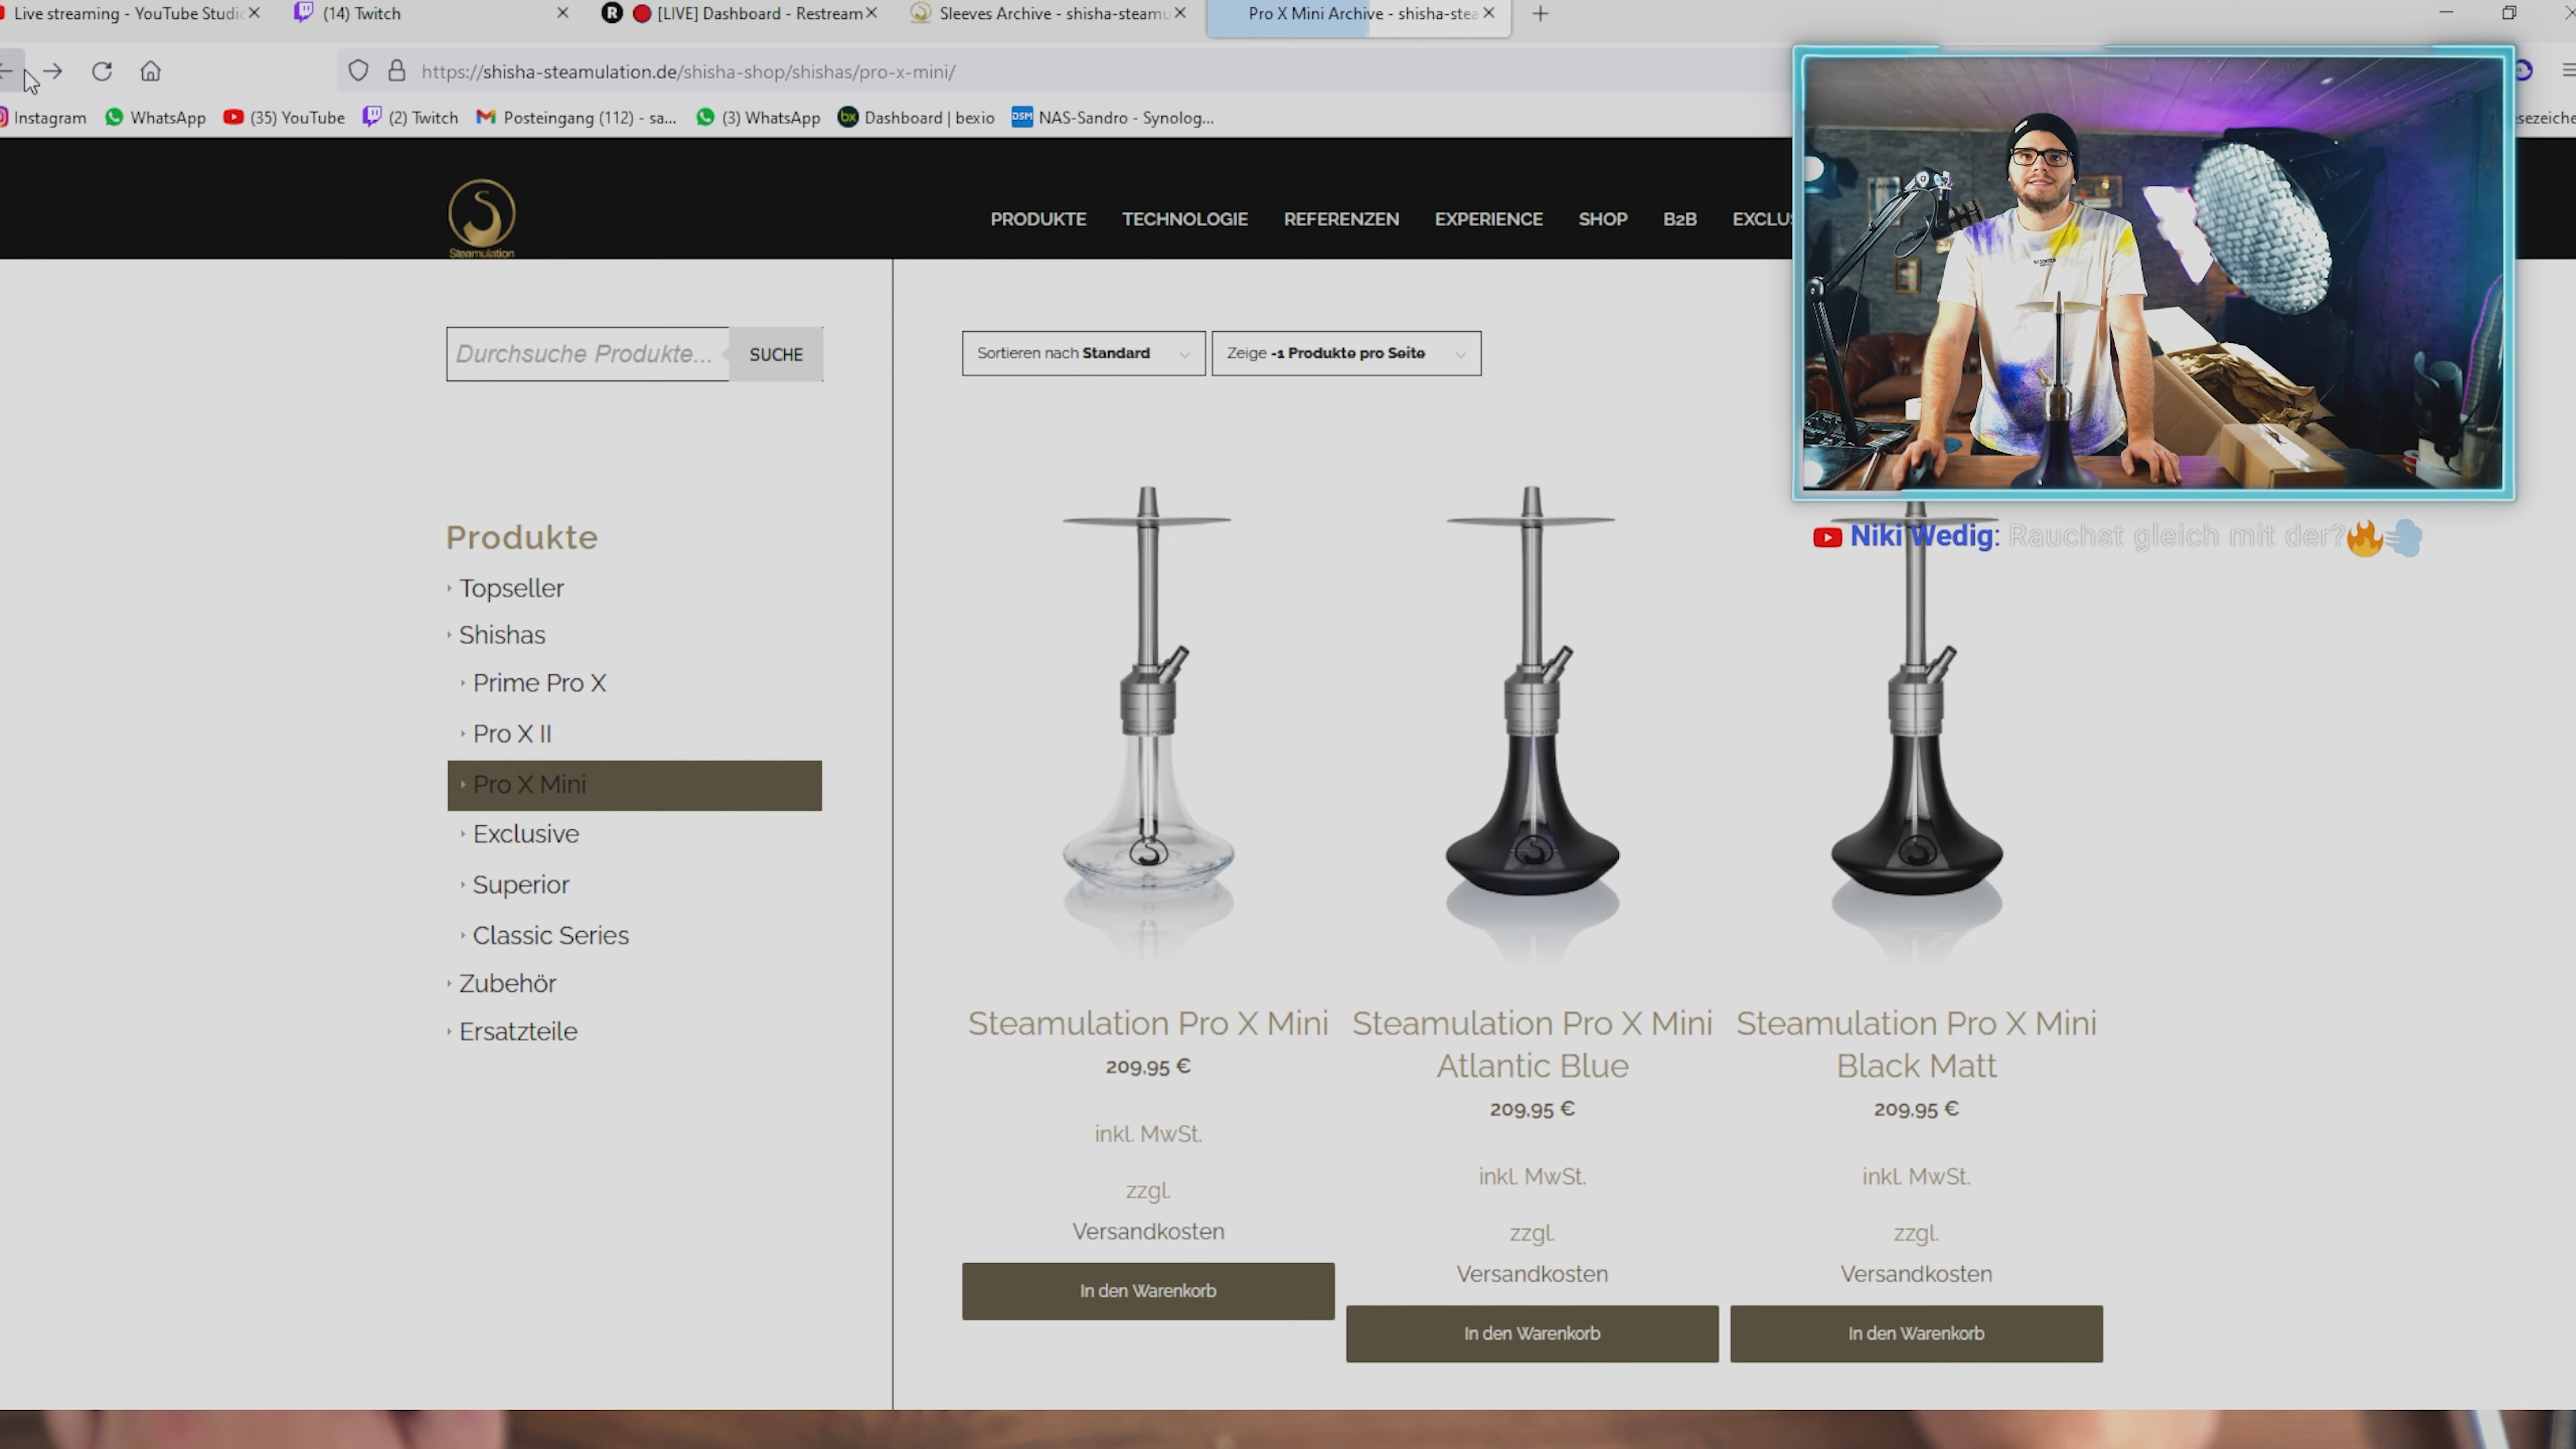 Live streaming - YouTube Studio
(14) Twitch
R [LIVE] Dashboard - Restream
Sleeves Archive - shisha-steamu
Pro X Mini Archive - shisha-stea
https://shisha-steamulation.de/shisha-shop/shishas/pro-x-mini/
Instagram
WhatsApp
(35) YouTube
(2) Twitch
Posteingang (112) - sa...
(3) WhatsApp
bx Dashboard | bexio
DSM NAS-Sandro - Synolog...
Steamulation
PRODUKTE
TECHNOLOGIE
REFERENZEN
EXPERIENCE
SHOP
B2B
EXCLUS
Durchsuche Produkte...
SUCHE
Sortieren nach Standard
Zeige -1 Produkte pro Seite
Niki Wedig: Rauchst gleich mit der?🔥💨
Produkte
Topseller
Shishas
Prime Pro X
Pro X II
Pro X Mini
Exclusive
Superior
Classic Series
Zubehör
Ersatzteile
Steamulation Pro X Mini
209,95 €
inkl. MwSt.
zzgl.
Versandkosten
In den Warenkorb
Steamulation Pro X Mini
Atlantic Blue
209,95 €
inkl. MwSt.
zzgl.
Versandkosten
In den Warenkorb
Steamulation Pro X Mini
Black Matt
209,95 €
inkl. MwSt.
zzgl.
Versandkosten
In den Warenkorb